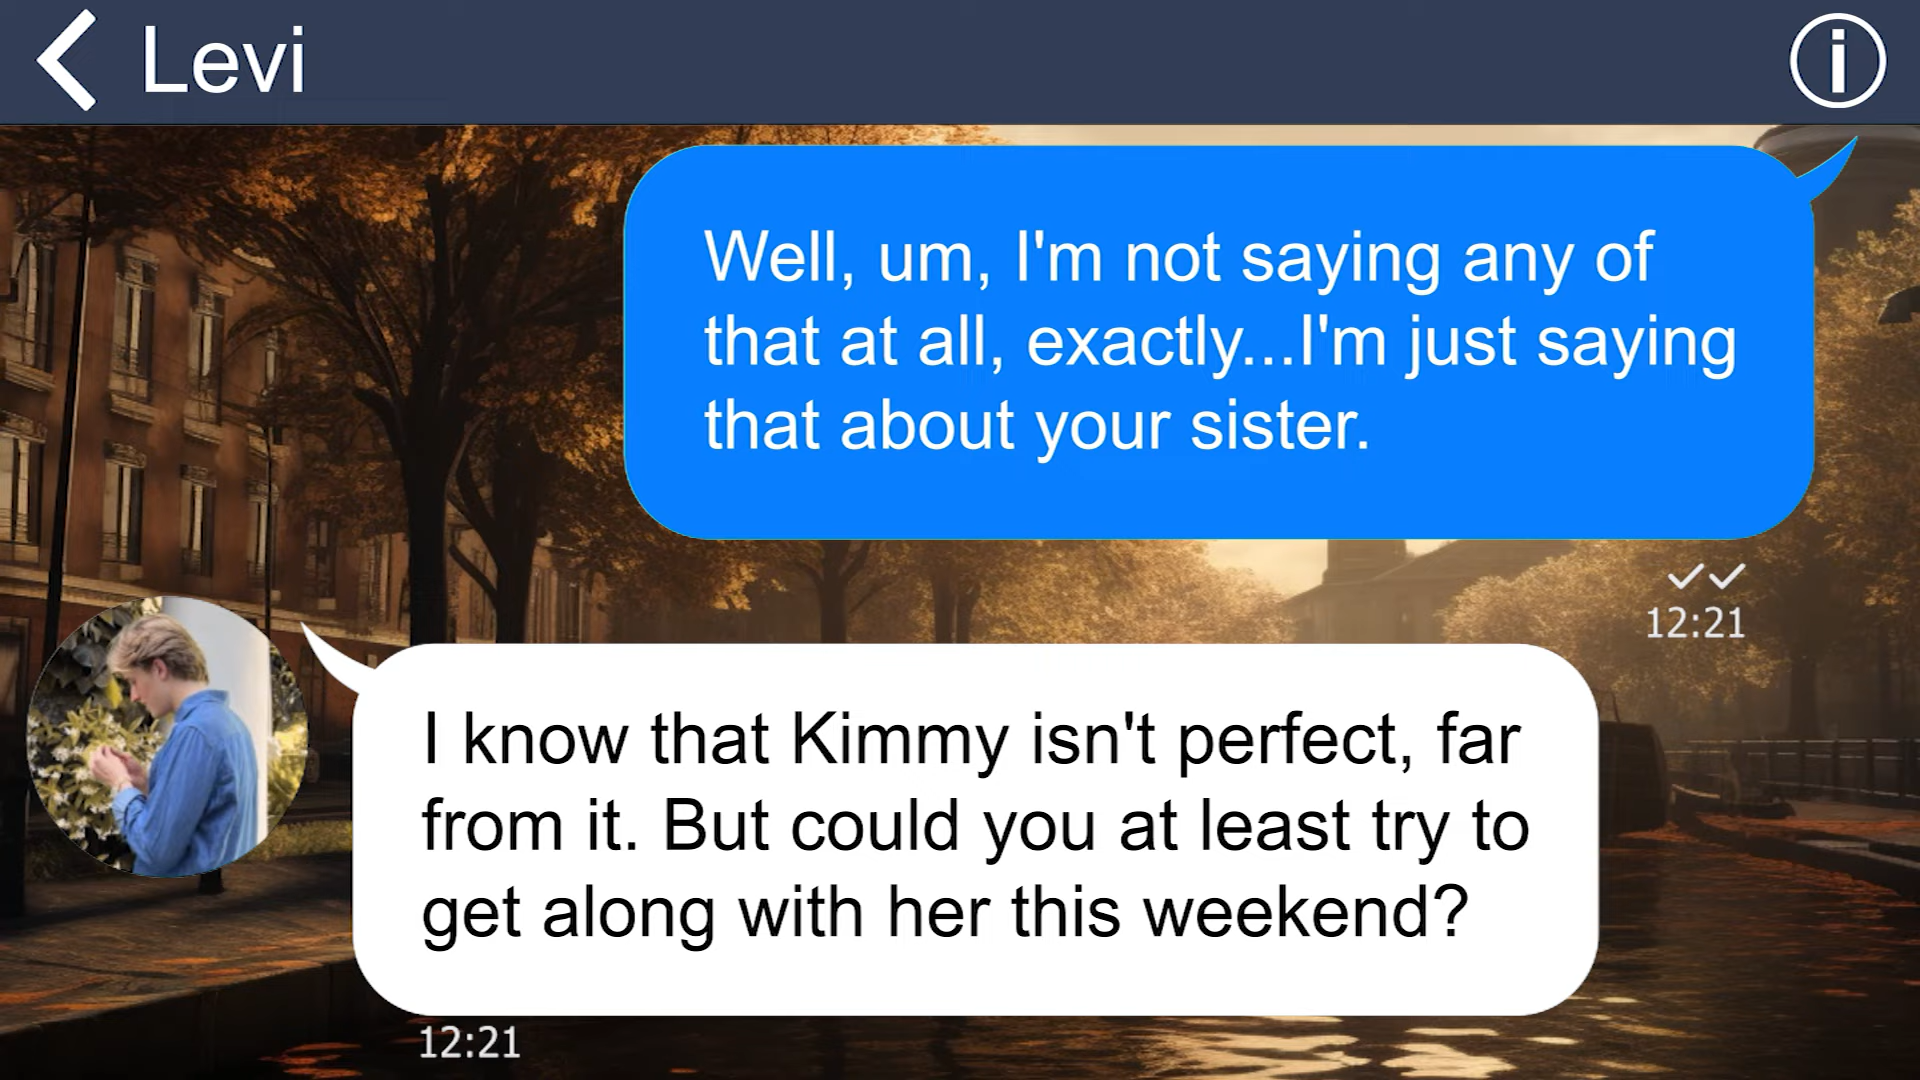 Levi
Well, um, I'm not saying any of
that at all, exactly...I'm just saying
that about your sister.
12:21
I know that Kimmy isn't perfect, far
from it. But could you at least try to
get along with her this weekend?
12:21